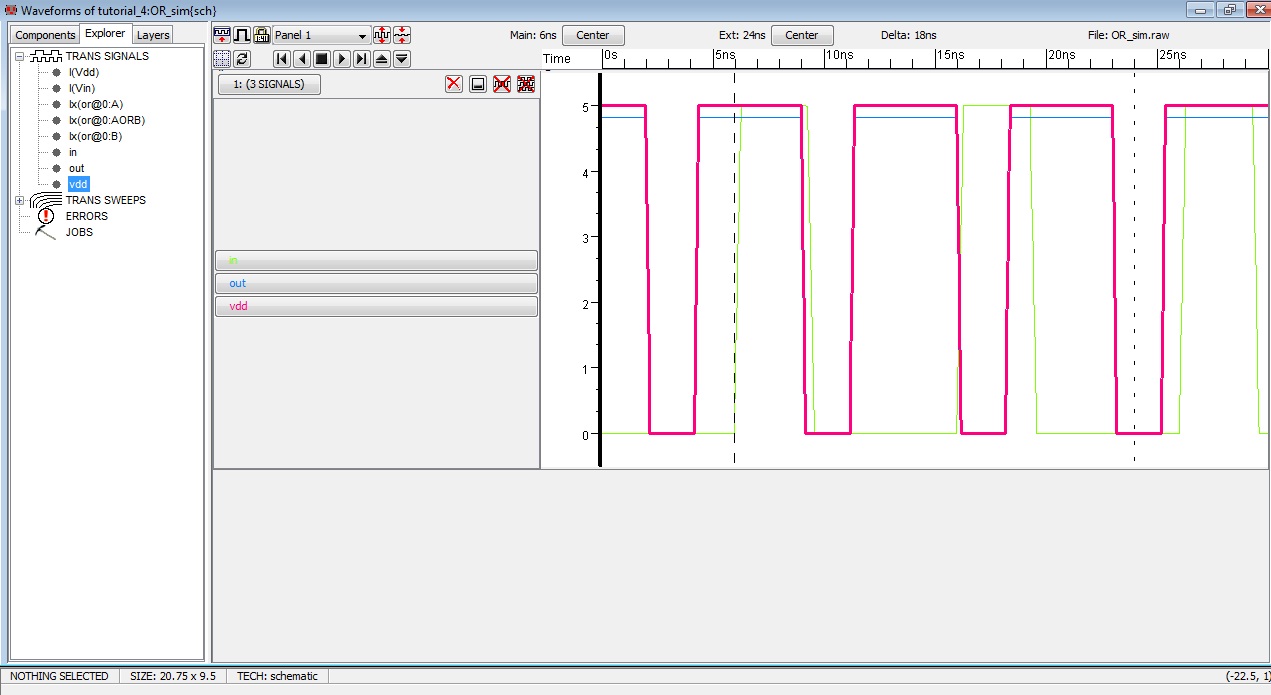 Waveforms of tutorial_4:OR_sim{sch}
Components Explorer Layers
TRANS SIGNALS
I(Vdd)
I(Vin)
Ix(or@0:A)
Ix(or@0:AORB)
Ix(or@0:B)
in
out
vdd
TRANS SWEEPS
ERRORS
JOBS
Panel 1
Main: 6ns Center Ext: 24ns Center Delta: 18ns File: OR_sim.raw
Time 0s 5ns 10ns 15ns 20ns 25ns
1: (3 SIGNALS)
in
out
vdd
5
4
3
2
1
0
NOTHING SELECTED SIZE: 20.75 x 9.5 TECH: schematic (-22.5, 1)